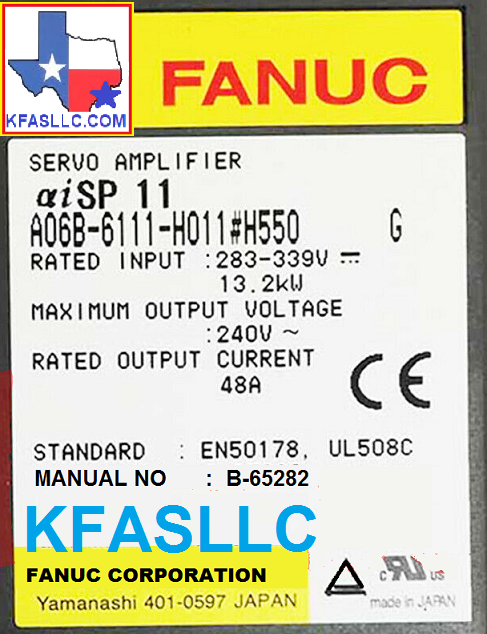 FANUC
KFASLLC.COM
SERVO AMPLIFIER
αiSP 11
A06B-6111-H011#H550 G
RATED INPUT :283-339V ⎓
13.2kW
MAXIMUM OUTPUT VOLTAGE
:240V ~
RATED OUTPUT CURRENT
48A
CE
STANDARD : EN50178, UL508C
MANUAL NO : B-65282
KFASLLC
FANUC CORPORATION
Yamanashi 401-0597 JAPAN
c RU US
made in JAPAN